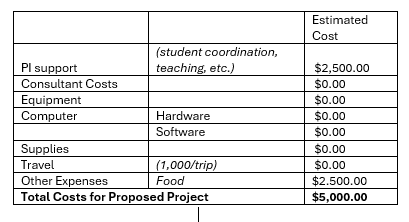 Estimated
Cost
(student coordination,
PI support teaching, etc.) $2,500.00
Consultant Costs $0.00
Equipment $0.00
Computer Hardware $0.00
Software $0.00
Supplies $0.00
Travel (1,000/trip) $0.00
Other Expenses Food $2.500.00
Total Costs for Proposed Project $5,000.00